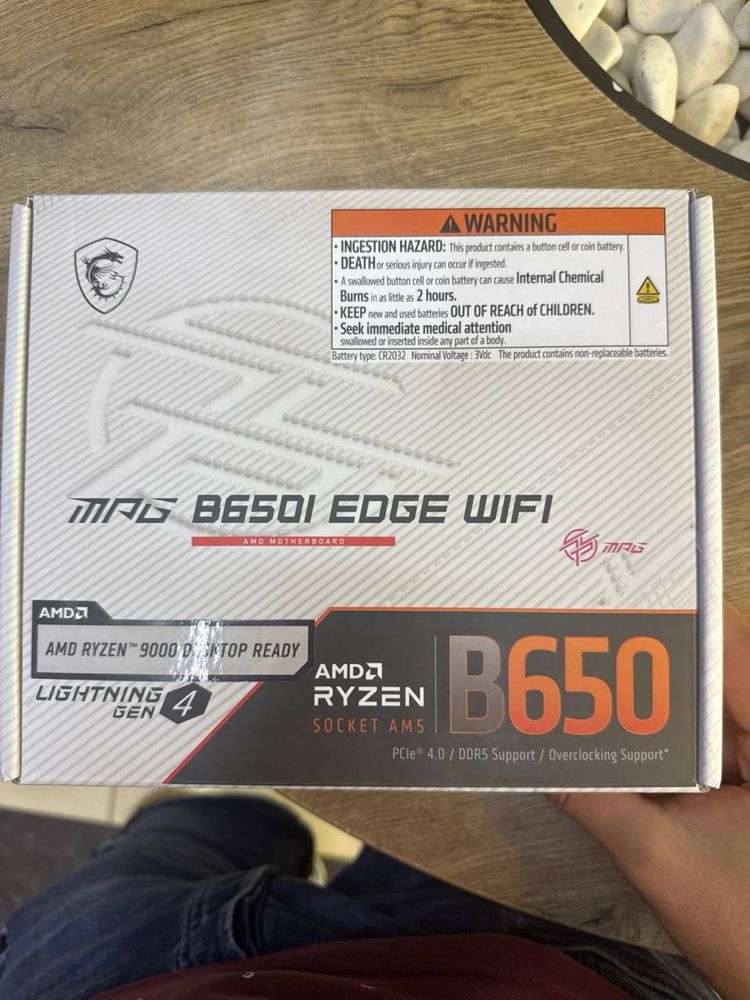 WARNING
• INGESTION HAZARD: This product contains a button cell or coin battery.
• DEATH or serious injury can occur if ingested.
• A swallowed button cell or coin battery can cause Internal Chemical
Burns in as little as 2 hours.
• KEEP new and used batteries OUT OF REACH of CHILDREN.
• Seek immediate medical attention
swallowed or inserted inside any part of a body.
Battery type: CR2032 Nominal Voltage : 3Vdc The product contains non-replaceable batteries.
MPG B650I EDGE WIFI
AMD MOTHERBOARD
MPG
AMD
AMD RYZEN™ 9000 DESKTOP READY
LIGHTNING
GEN 4
AMD
RYZEN
SOCKET AM5
B650
PCIe® 4.0 / DDR5 Support / Overclocking Support*